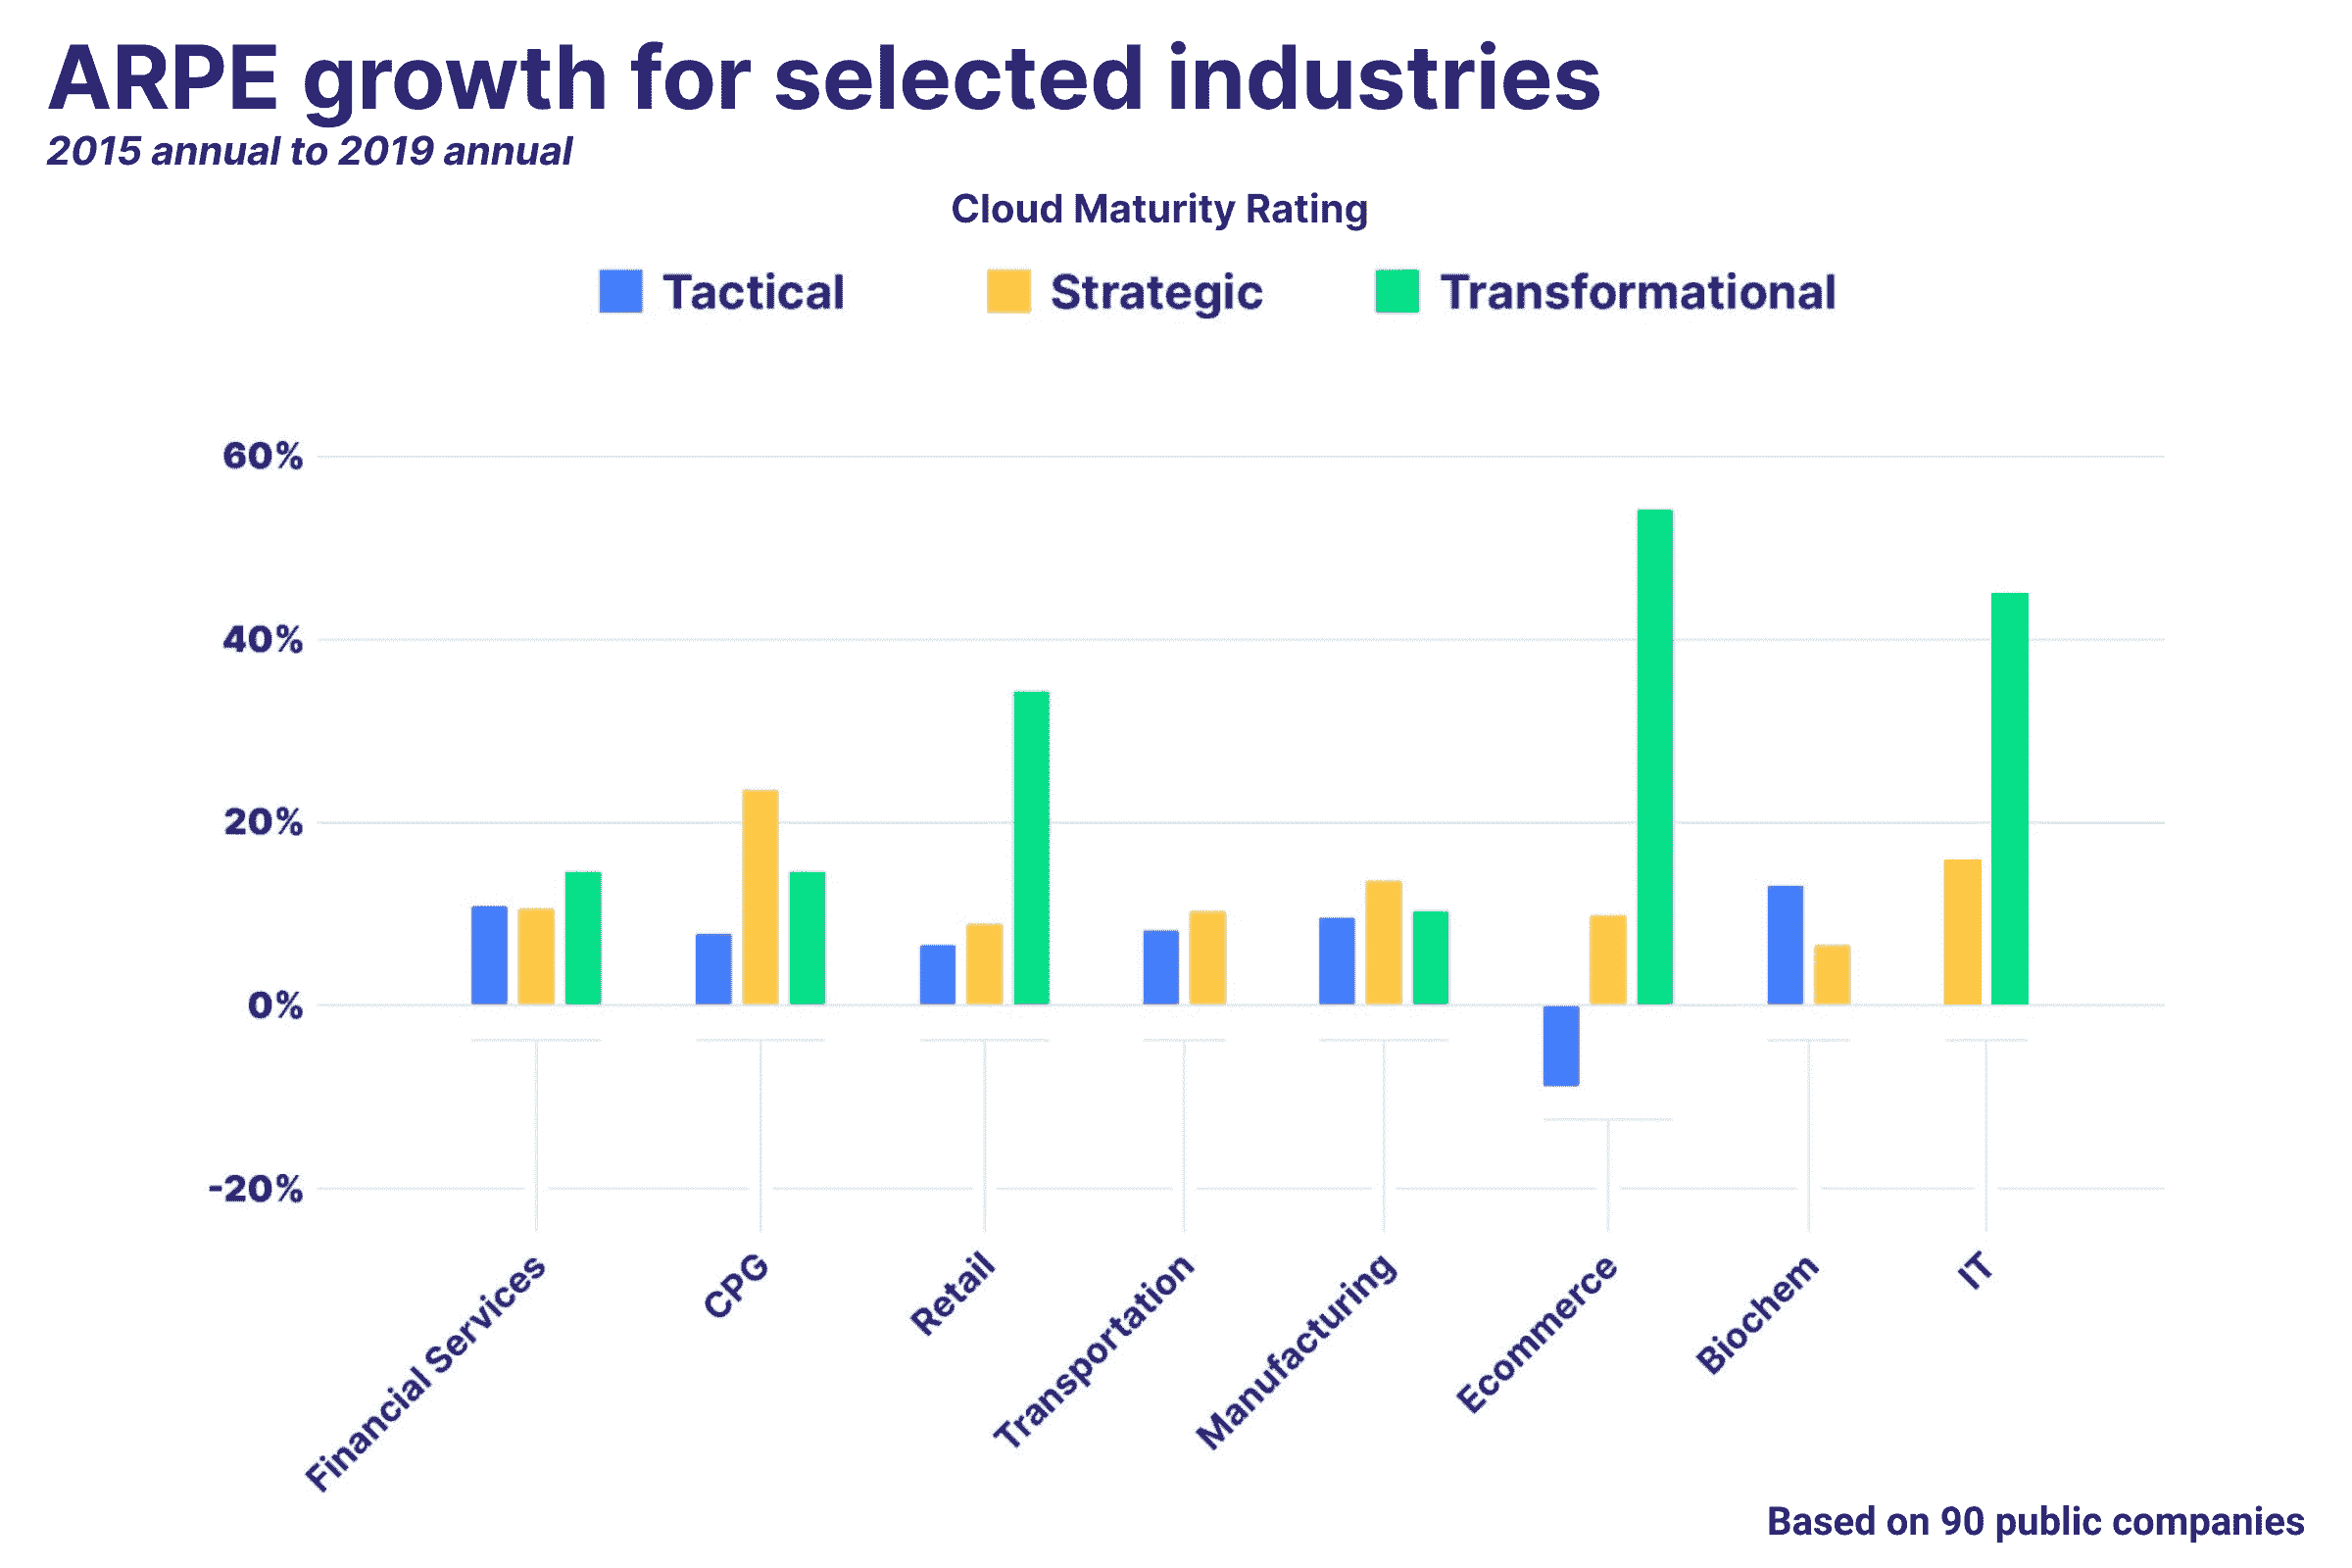 ARPE growth for selected industries
2015 annual to 2019 annual
Cloud Maturity Rating
Tactical Strategic Transformational
60%
40%
20%
0%
-20%
Financial Services
CPG
Retail
Transportation
Manufacturing
Ecommerce
Biochem
IT
Based on 90 public companies